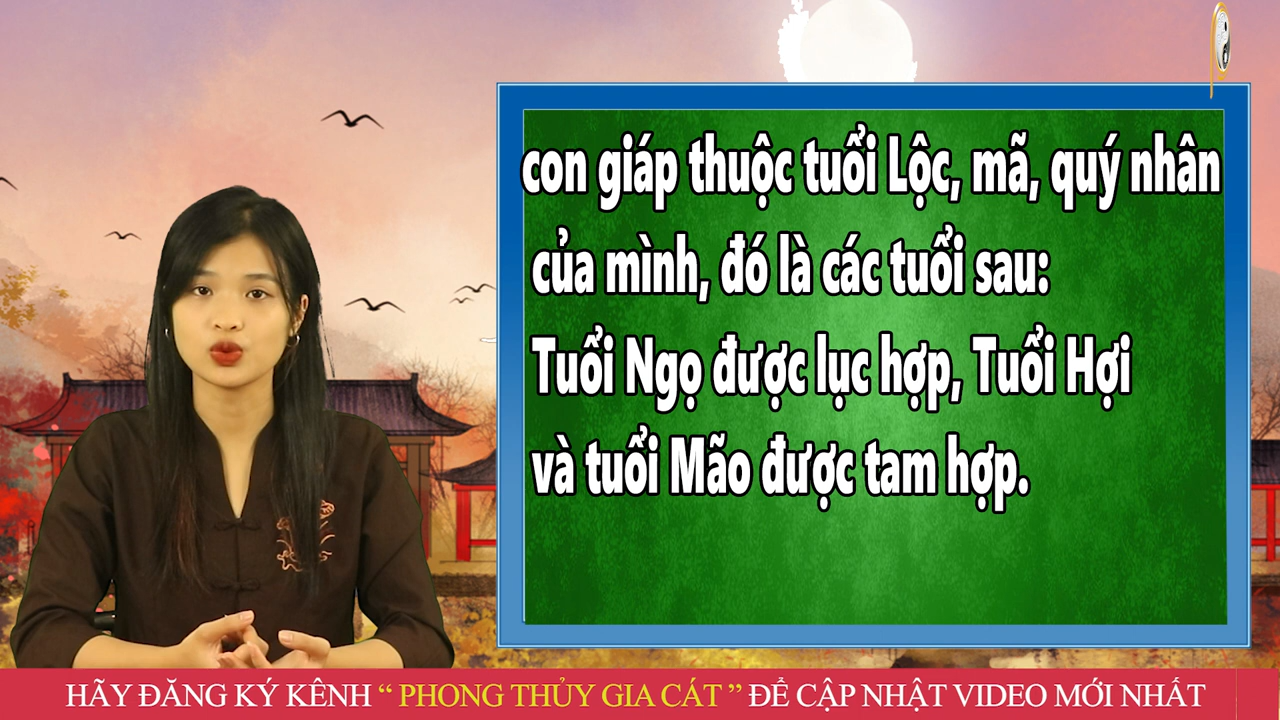 con giáp thuộc tuổi Lộc, mã, quý nhân
của mình, đó là các tuổi sau:
Tuổi Ngọ được lục hợp, Tuổi Hợi
và tuổi Mão được tam hợp.
HÃY ĐĂNG KÝ KÊNH “ PHONG THỦY GIA CÁT ” ĐỂ CẬP NHẬT VIDEO MỚI NHẤT